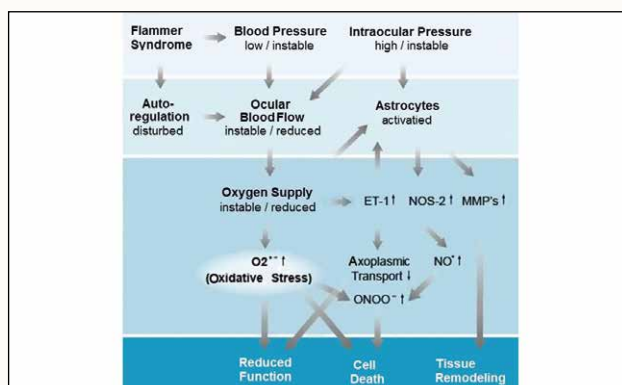 Flammer
Syndrome
Blood Pressure
low / instable
Intraocular Pressure
high / instable
Auto-
regulation
disturbed
Ocular
Blood Flow
instable / reduced
Astrocytes
activatied
Oxygen Supply
instable / reduced
ET-1↑
NOS-2↑
MMP's↑
O2•−↑
(Oxidative Stress)
Axoplasmic
Transport↓
NO•↑
ONOO−↑
Reduced
Function
Cell
Death
Tissue
Remodeling